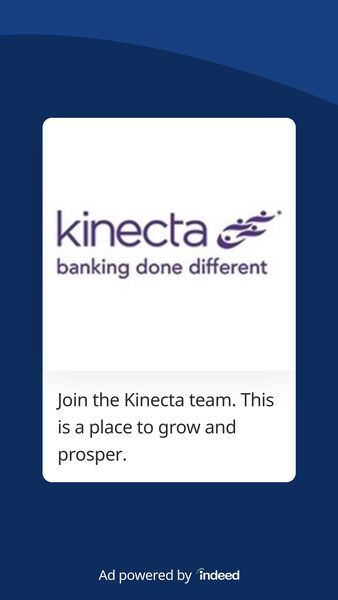 kinecta
banking done different
Join the Kinecta team. This
is a place to grow and
prosper.
Ad powered by indeed